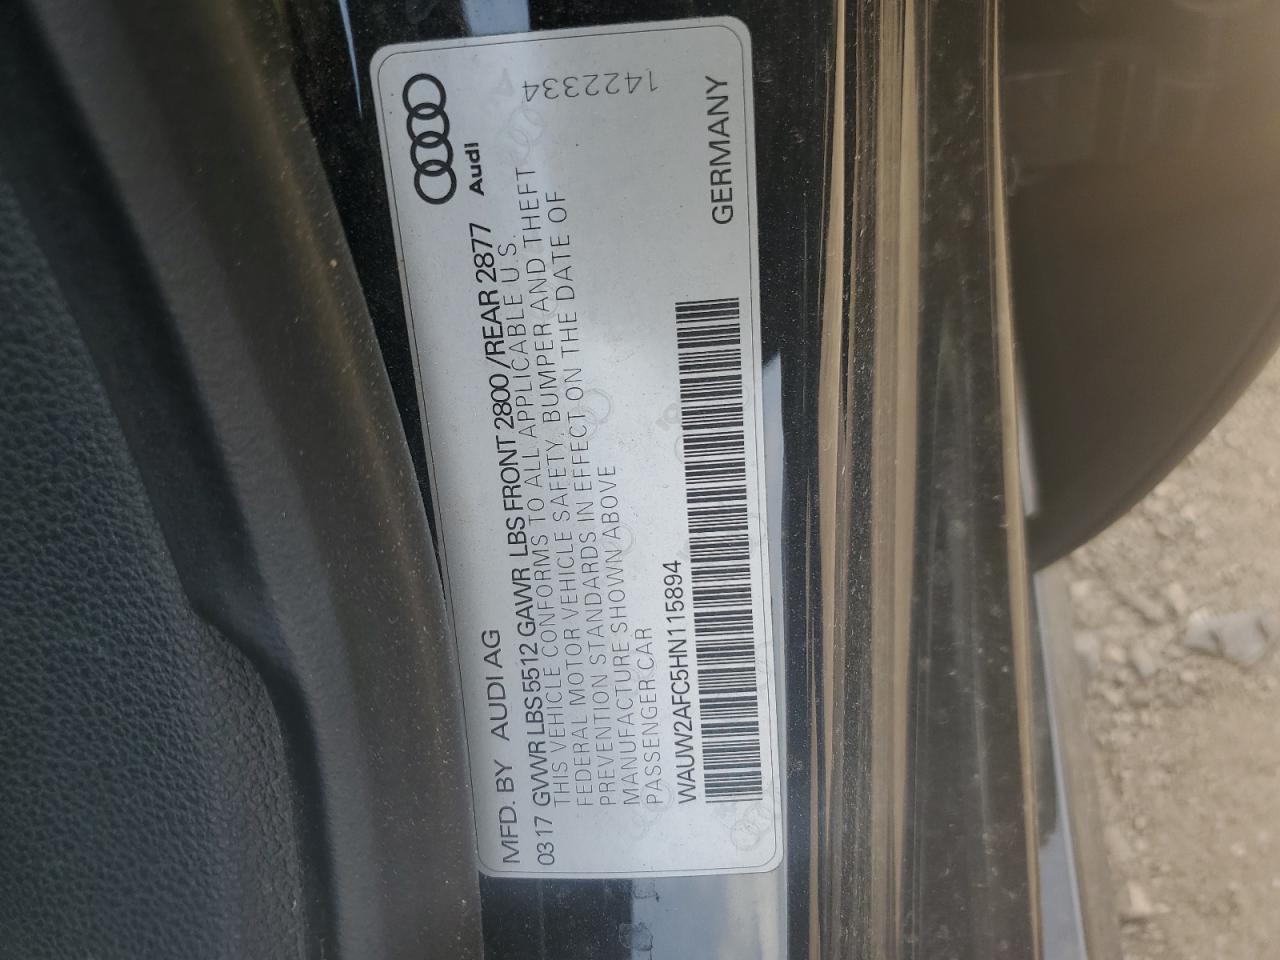 MFD. BY AUDI AG
Audi
03 17 GVWR LBS 5512 GAWR LBS FRONT 2800 /REAR 2877
THIS VEHICLE CONFORMS TO ALL APPLICABLE U.S.
FEDERAL MOTOR VEHICLE SAFETY, BUMPER AND THEFT
PREVENTION STANDARDS IN EFFECT ON THE DATE OF
MANUFACTURE SHOWN ABOVE
PASSENGER CAR
WAUW2AFC5HN115894
GERMANY
1422334